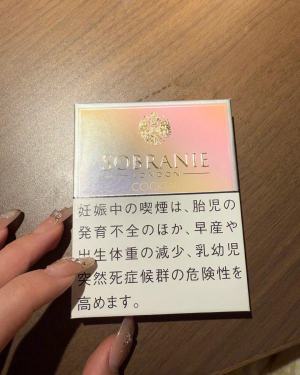 SOBRANIE
LONDON
COCKTAIL
妊娠中の喫煙は、胎児の
発育不全のほか、早産や
出生体重の減少、乳幼児
突然死症候群の危険性を
高めます。